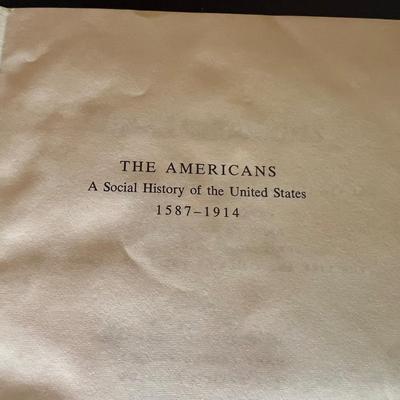 THE AMERICANS
A Social History of the United States
1587–1914